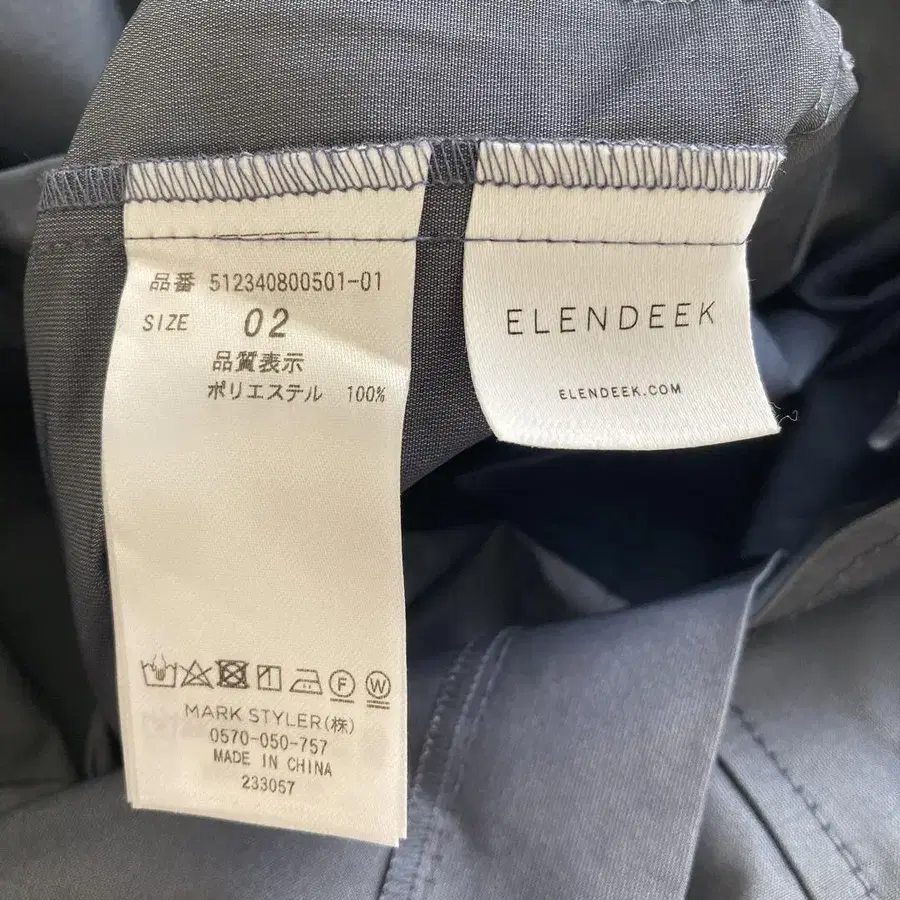 品番 512340800501-01
SIZE 02
品質表示
ポリエステル 100%
F W
MARK STYLER(株)
0570-050-757
MADE IN CHINA
233057
ELENDEEK
ELENDEEK.COM